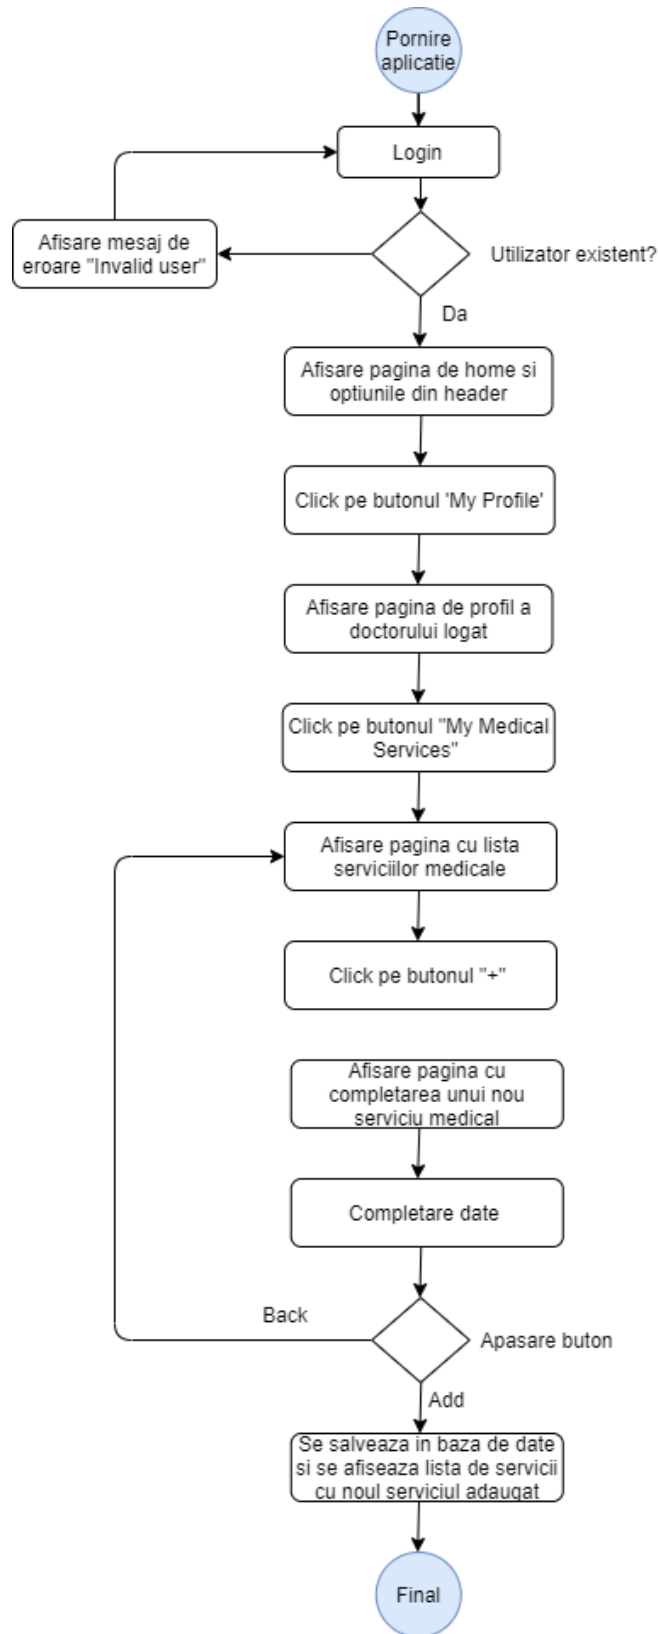 Pornire
aplicatie
Login
Afisare mesaj de
eroare "Invalid user"
Utilizator existent?
Da
Afisare pagina de home si
optiunile din header
Click pe butonul 'My Profile'
Afisare pagina de profil a
doctorului logat
Click pe butonul "My Medical
Services"
Afisare pagina cu lista
serviciilor medicale
Click pe butonul "+"
Afisare pagina cu
completarea unui nou
serviciu medical
Completare date
Back
Apasare buton
Add
Se salveaza in baza de date
si se afiseaza lista de servicii
cu noul serviciul adaugat
Final